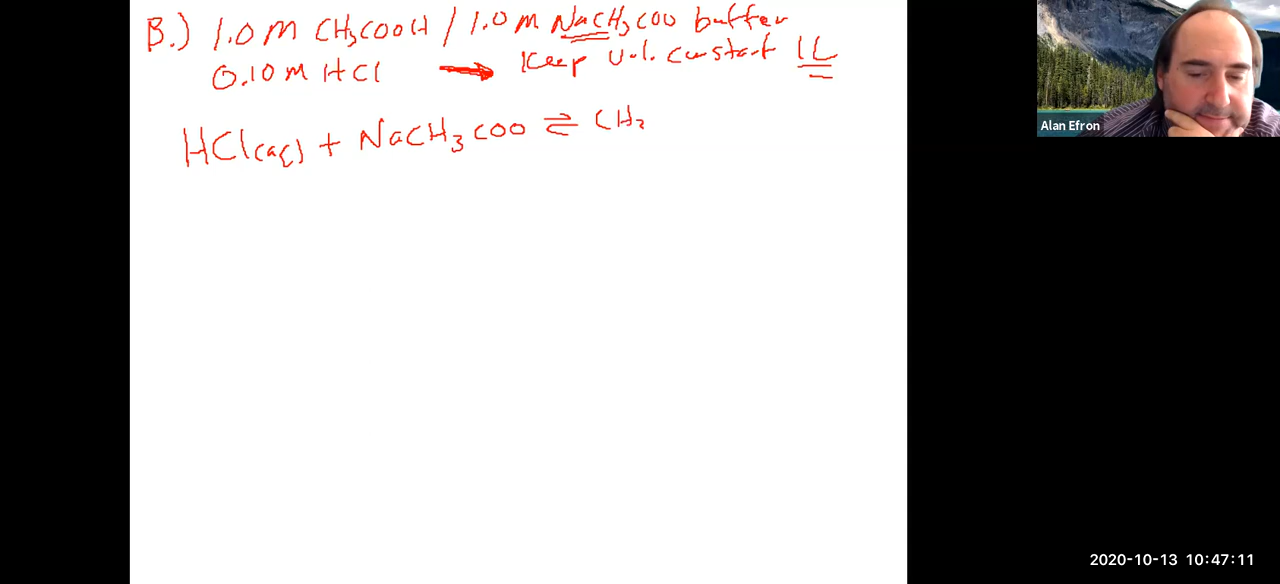 B.) 1.0 M CH₃COOH / 1.0 M NaCH₃COO buffer
0.10 M HCl → Keep vol. constant 1L
HCl(aq) + NaCH₃COO ⇌ CH₃
Alan Efron
2020-10-13 10:47:11